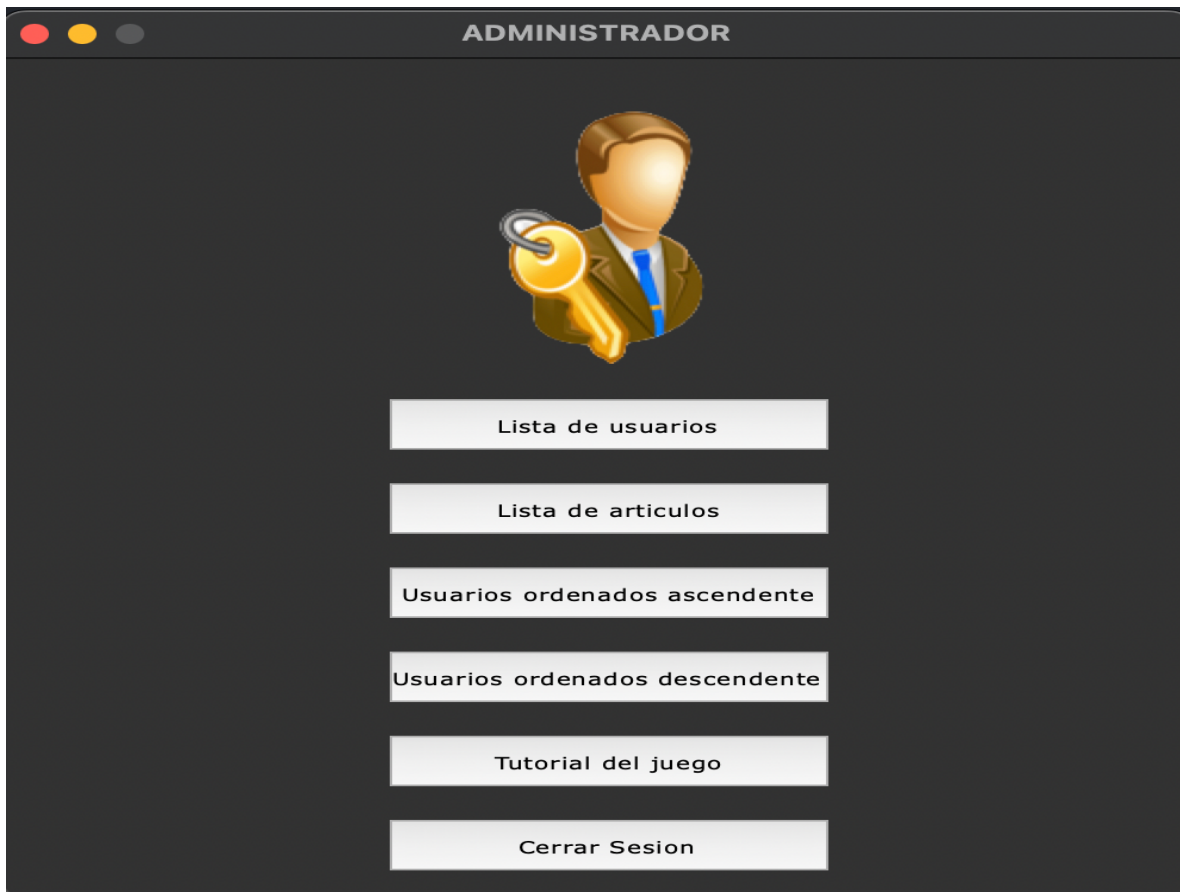 ADMINISTRADOR
Lista de usuarios
Lista de articulos
Usuarios ordenados ascendente
Usuarios ordenados descendente
Tutorial del juego
Cerrar Sesion